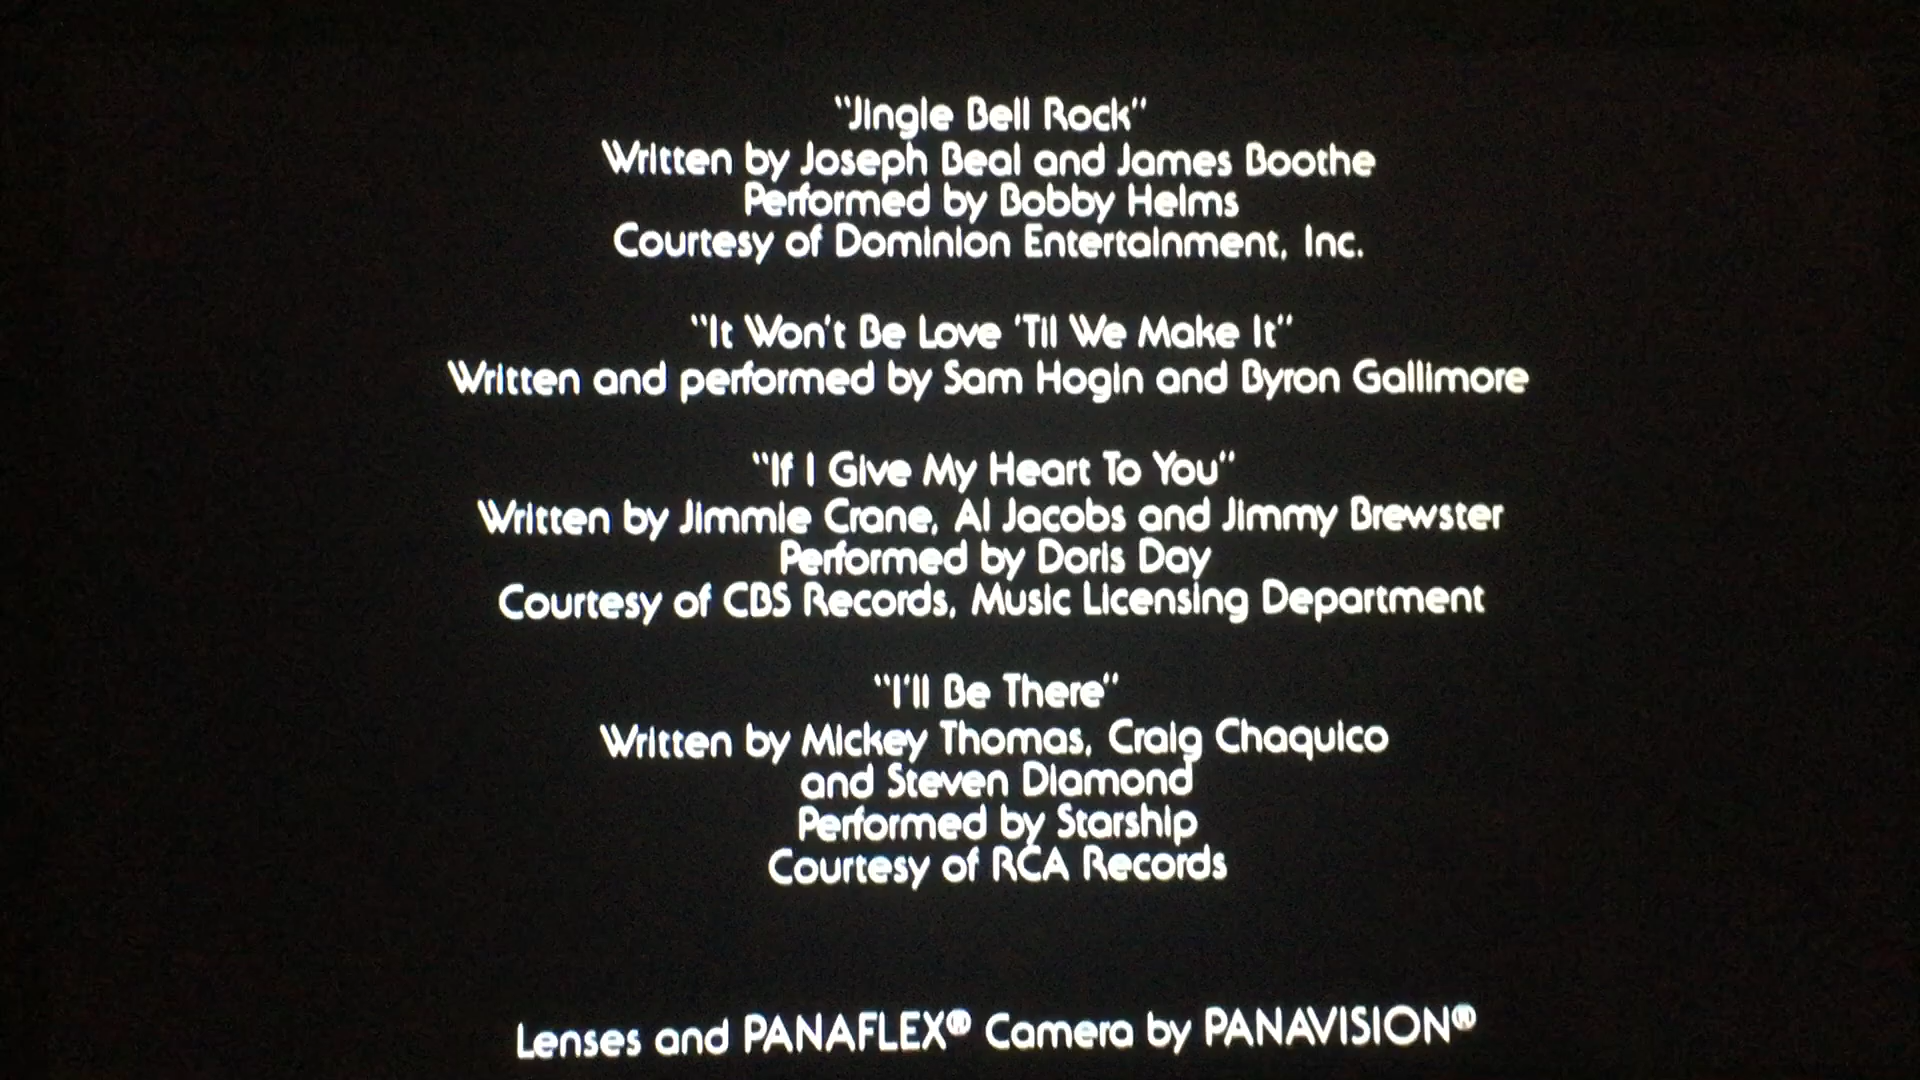 "Jingle Bell Rock"
Written by Joseph Beal and James Boothe
Performed by Bobby Helms
Courtesy of Dominion Entertainment, Inc.
"It Won't Be Love 'Til We Make It"
Written and performed by Sam Hogin and Byron Gallimore
"If I Give My Heart To You"
Written by Jimmie Crane, Al Jacobs and Jimmy Brewster
Performed by Doris Day
Courtesy of CBS Records, Music Licensing Department
"I'll Be There"
Written by Mickey Thomas, Craig Chaquico
and Steven Diamond
Performed by Starship
Courtesy of RCA Records
Lenses and PANAFLEX® Camera by PANAVISION®